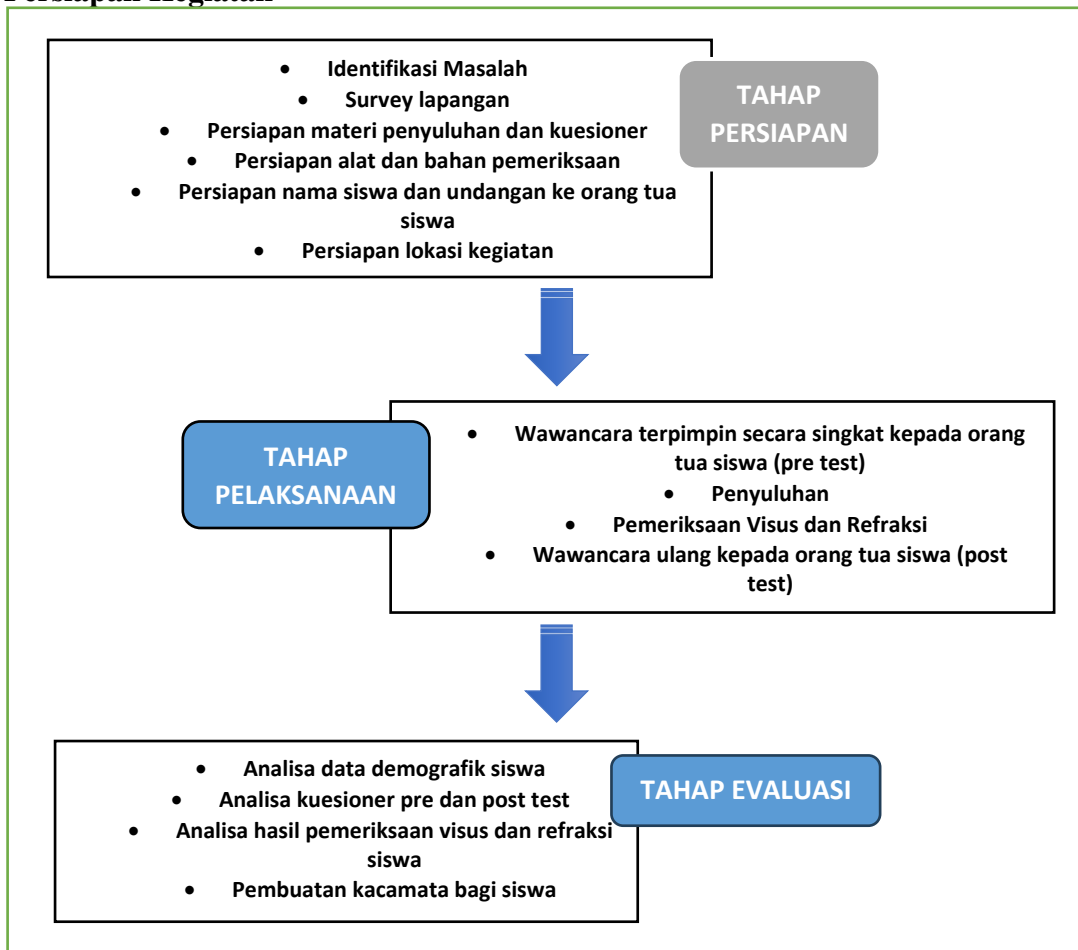 Persiapan Kegiatan
• Identifikasi Masalah
• Survey lapangan
• Persiapan materi penyuluhan dan kuesioner
• Persiapan alat dan bahan pemeriksaan
• Persiapan nama siswa dan undangan ke orang tua
siswa
• Persiapan lokasi kegiatan
TAHAP
PERSIAPAN
TAHAP
PELAKSANAAN
• Wawancara terpimpin secara singkat kepada orang
tua siswa (pre test)
• Penyuluhan
• Pemeriksaan Visus dan Refraksi
• Wawancara ulang kepada orang tua siswa (post
test)
• Analisa data demografik siswa
• Analisa kuesioner pre dan post test
• Analisa hasil pemeriksaan visus dan refraksi
siswa
• Pembuatan kacamata bagi siswa
TAHAP EVALUASI